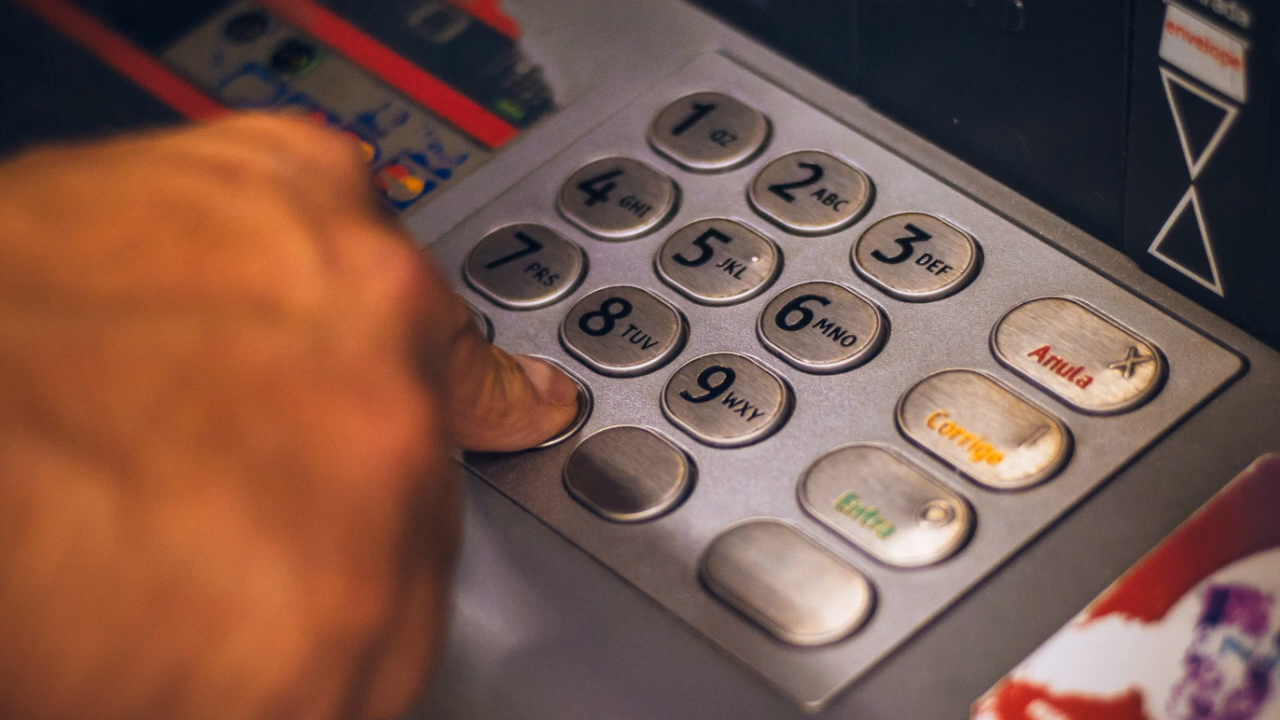 1 QZ
2 ABC
3 DEF
4 GHI
5 JKL
6 MNO
7 PRS
8 TUV
9 WXY
Anula X
Corrige |
Entra O
envelope